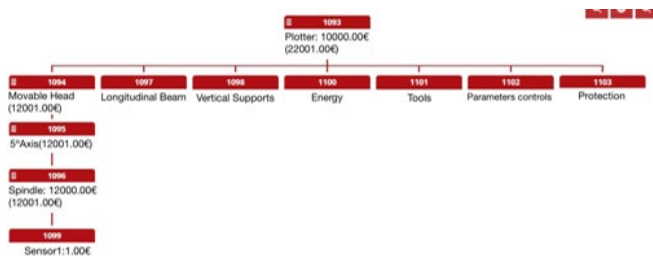 1093
Plotter: 10000.00€
(22001.00€)
1094
1097
1098
1100
1101
1102
1103
Movable Head
(12001.00€)
Longitudinal Beam
Vertical Supports
Energy
Tools
Parameters controls
Protection
1095
5°Axis(12001.00€)
1096
Spindle: 12000.00€
(12001.00€)
1099
Sensor1:1.00€